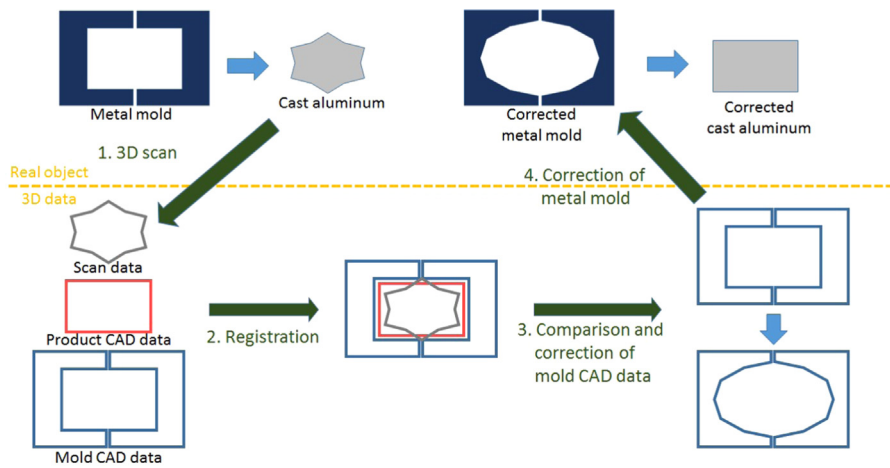 Metal mold
Cast aluminum
Corrected
metal mold
Corrected
cast aluminum
1. 3D scan
4. Correction of
metal mold
Real object
3D data
Scan data
Product CAD data
2. Registration
3. Comparison and
correction of
mold CAD data
Mold CAD data